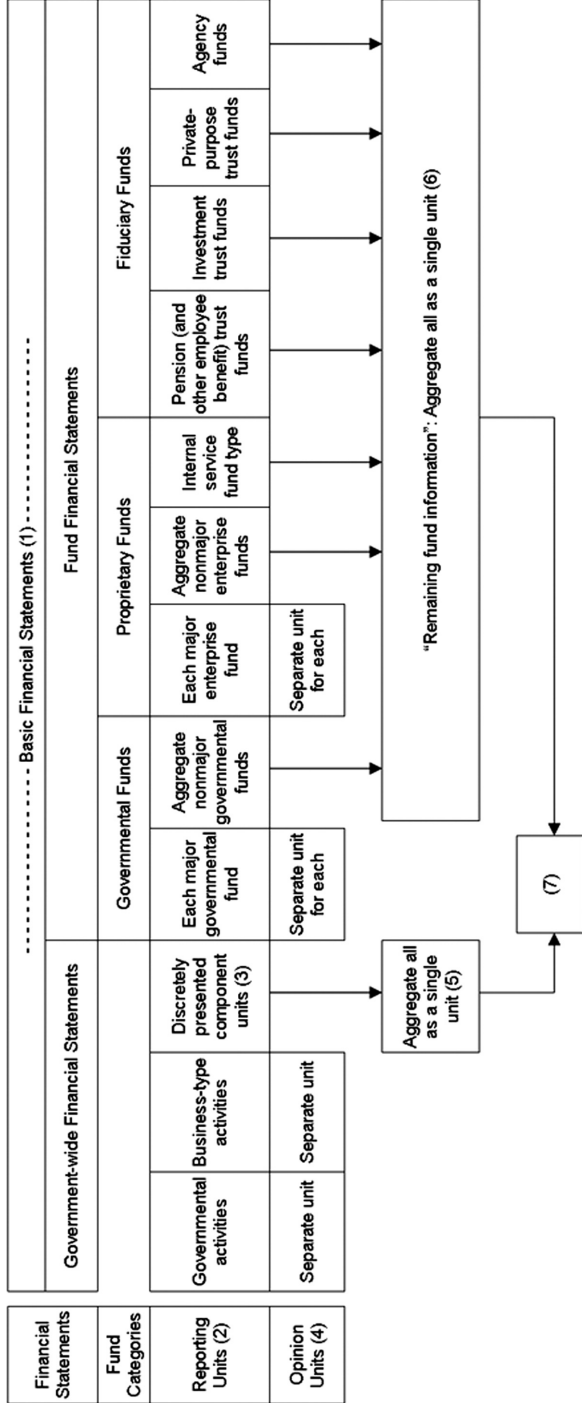 Financial
Statements
- - - - - - - - - - - - - - - - Basic Financial Statements (1) - - - - - - - - - - - - - - - -
Government-wide Financial Statements
Fund Financial Statements
Fund
Categories
Governmental Funds
Proprietary Funds
Fiduciary Funds
Reporting
Units (2)
Governmental
activities
Business-type
activities
Discretely
presented
component
units (3)
Each major
governmental
fund
Aggregate
nonmajor
governmental
funds
Each major
enterprise
fund
Aggregate
nonmajor
enterprise
funds
Internal
service
fund type
Pension (and
other employee
benefit) trust
funds
Investment
trust funds
Private-
purpose
trust funds
Agency
funds
Opinion
Units (4)
Separate unit
Separate unit
Separate unit
for each
Separate unit
for each
Aggregate all
as a single
unit (5)
“Remaining fund information”: Aggregate all as a single unit (6)
(7)